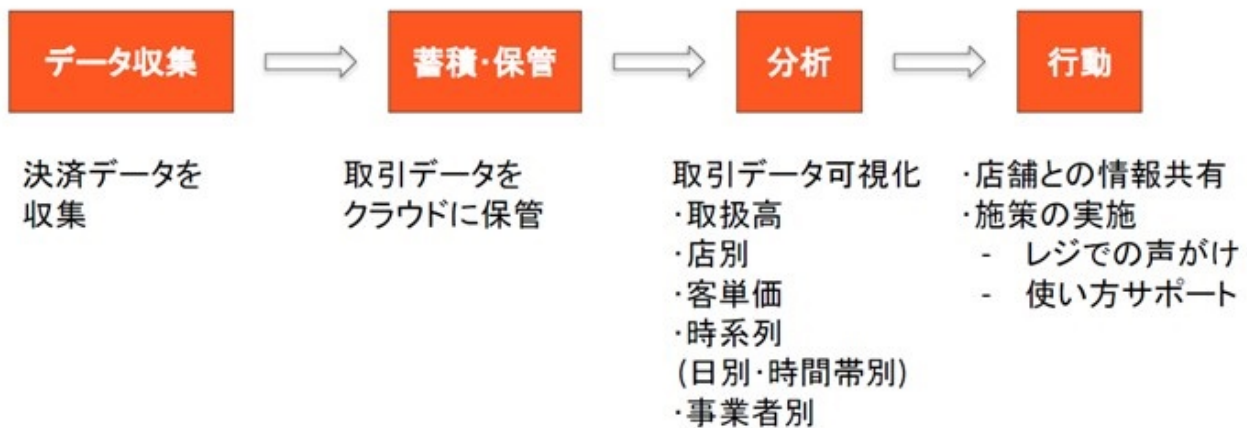 データ収集
蓄積・保管
分析
行動
決済データを
収集
取引データを
クラウドに保管
取引データ可視化
・取扱高
・店別
・客単価
・時系列
(日別・時間帯別)
・事業者別
・店舗との情報共有
・施策の実施
- レジでの声がけ
- 使い方サポート